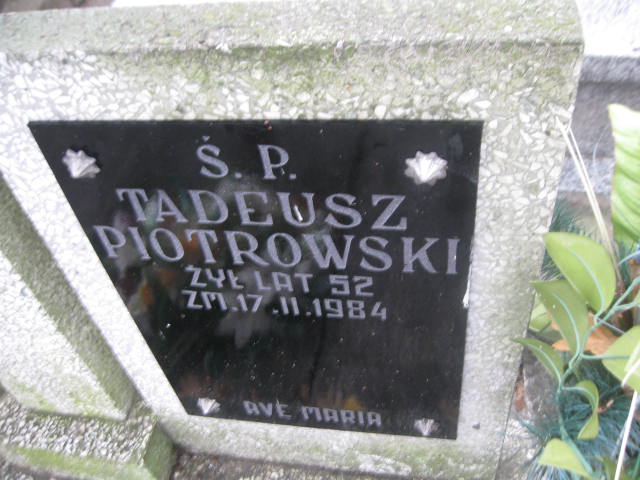 Ś. P.
TADEUSZ
PIOTROWSKI
ŻYŁ LAT 52
ZM. 17.11.1984
AVE MARIA